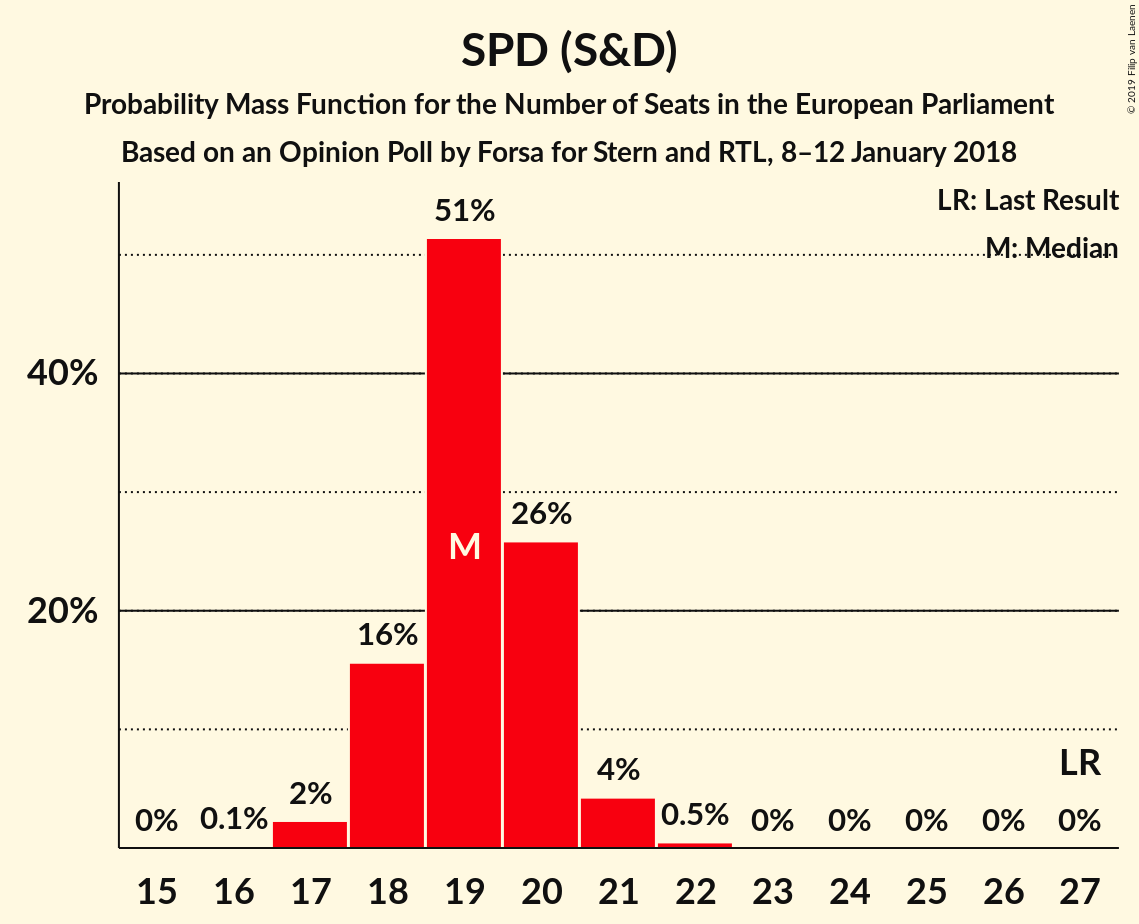 SPD (S&D)
Probability Mass Function for the Number of Seats in the European Parliament
Based on an Opinion Poll by Forsa for Stern and RTL, 8–12 January 2018
© 2019 Filip van Laenen
LR: Last Result
M: Median
51%
40%
26%
M
20%
16%
LR
4%
2%
0% 0.1% 0.5% 0% 0% 0% 0% 0%
15 16 17 18 19 20 21 22 23 24 25 26 27